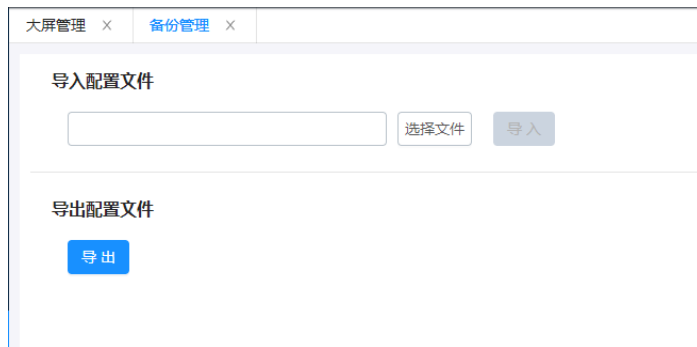 大屏管理 × 备份管理 ×
导入配置文件
选择文件 导入
导出配置文件
导出